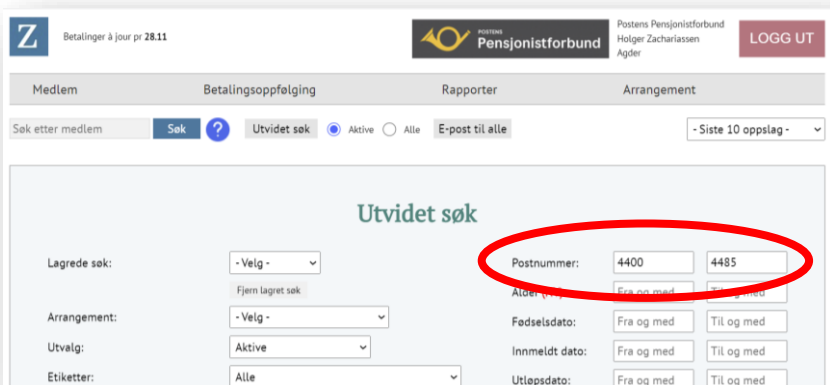 Z
Betalinger à jour pr 28.11
POSTENS
Pensjonistforbund
Postens Pensjonistforbund
Holger Zachariassen
Agder
LOGG UT
Medlem Betalingsoppfølging Rapporter Arrangement
Søk etter medlem Søk ? Utvidet søk Aktive Alle E-post til alle - Siste 10 oppslag -
Utvidet søk
Lagrede søk: - Velg - Postnummer: 4400 4485
Fjern lagret søk Alder Fra og med Til og med
Arrangement: - Velg - Fødselsdato: Fra og med Til og med
Utvalg: Aktive Innmeldt dato: Fra og med Til og med
Etiketter: Alle Utløpsdato: Fra og med Til og med